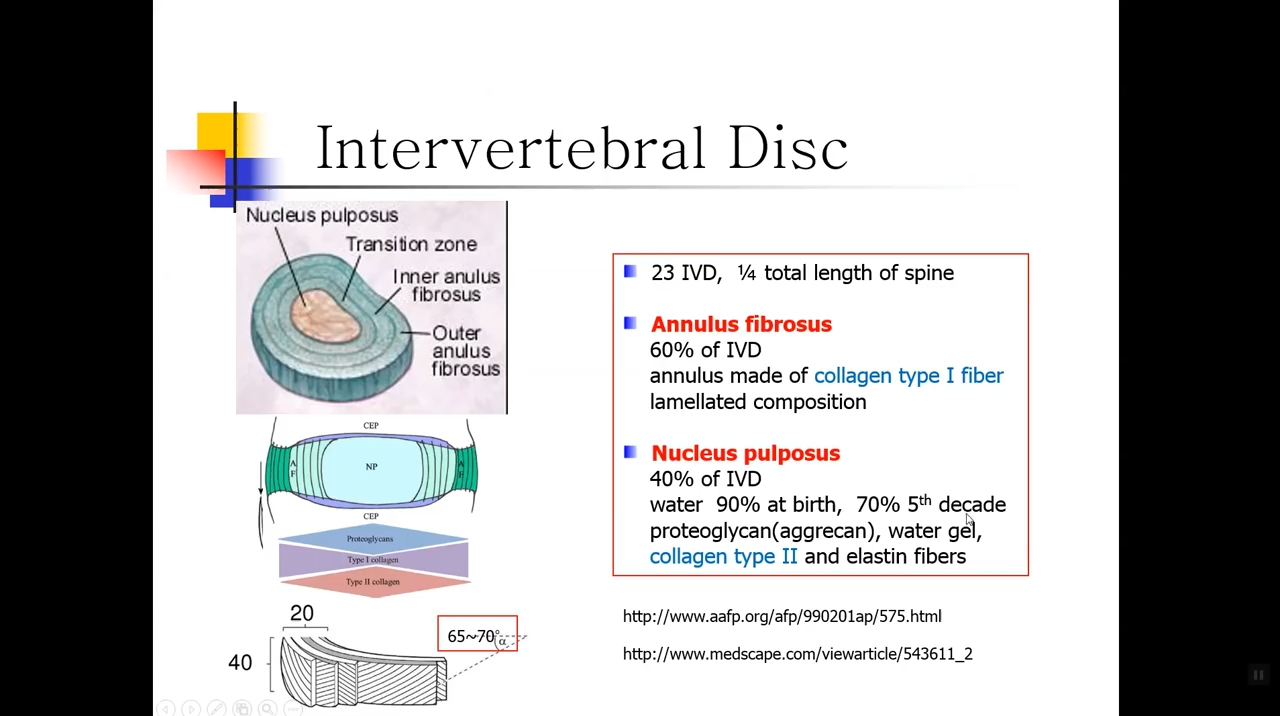 Intervertebral Disc
Nucleus pulposus
Transition zone
Inner anulus
fibrosus
Outer
anulus
fibrosus
CEP
A
F
NP
A
F
CEP
Proteoglycans
Type I collagen
Type II collagen
20
40
65~70°
α
23 IVD, ¼ total length of spine
Annulus fibrosus
60% of IVD
annulus made of collagen type I fiber
lamellated composition
Nucleus pulposus
40% of IVD
water 90% at birth, 70% 5th decade
proteoglycan(aggrecan), water gel,
collagen type II and elastin fibers
http://www.aafp.org/afp/990201ap/575.html
http://www.medscape.com/viewarticle/543611_2